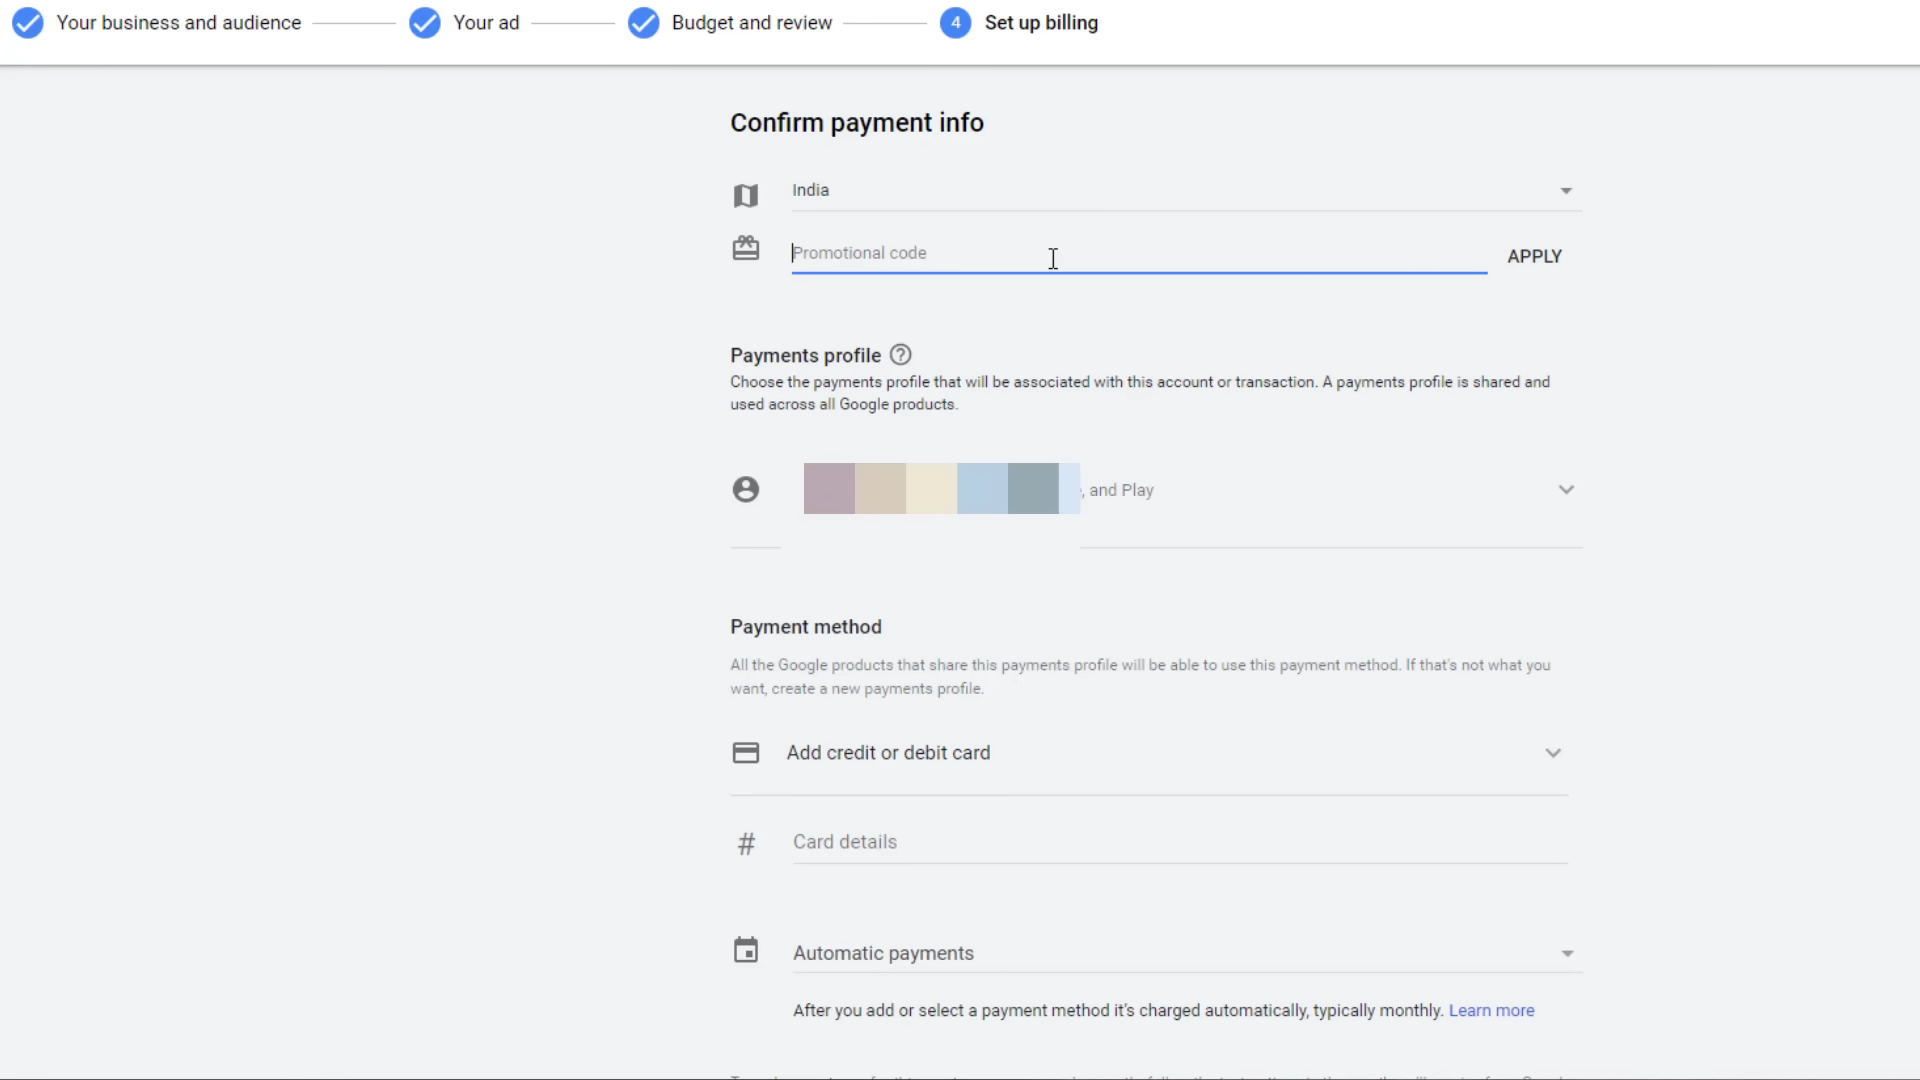 Your business and audience
Your ad
Budget and review
4
Set up billing
Confirm payment info
India
Promotional code
APPLY
Payments profile
Choose the payments profile that will be associated with this account or transaction. A payments profile is shared and
used across all Google products.
, and Play
Payment method
All the Google products that share this payments profile will be able to use this payment method. If that's not what you
want, create a new payments profile.
Add credit or debit card
# Card details
Automatic payments
After you add or select a payment method it's charged automatically, typically monthly. Learn more